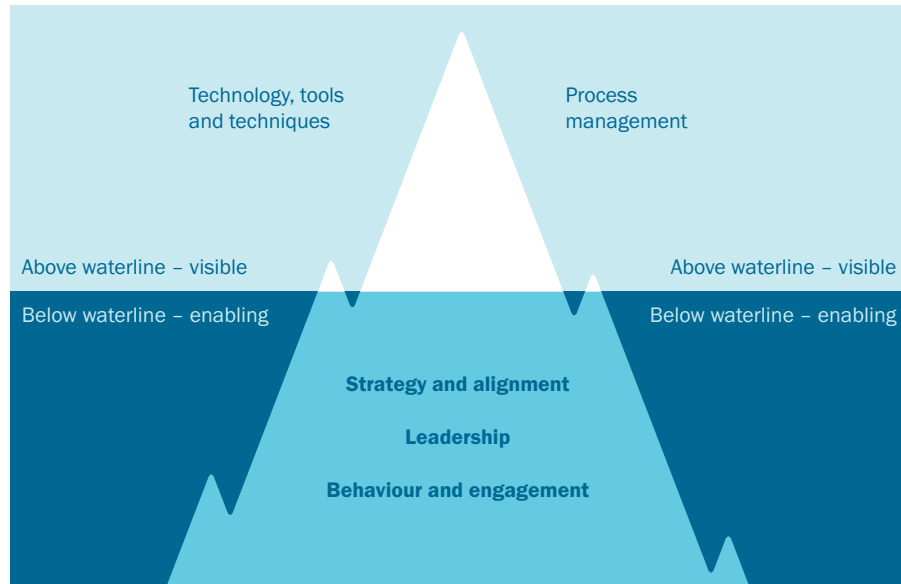 Technology, tools
and techniques
Process
management
Above waterline – visible
Above waterline – visible
Below waterline – enabling
Below waterline – enabling
Strategy and alignment
Leadership
Behaviour and engagement